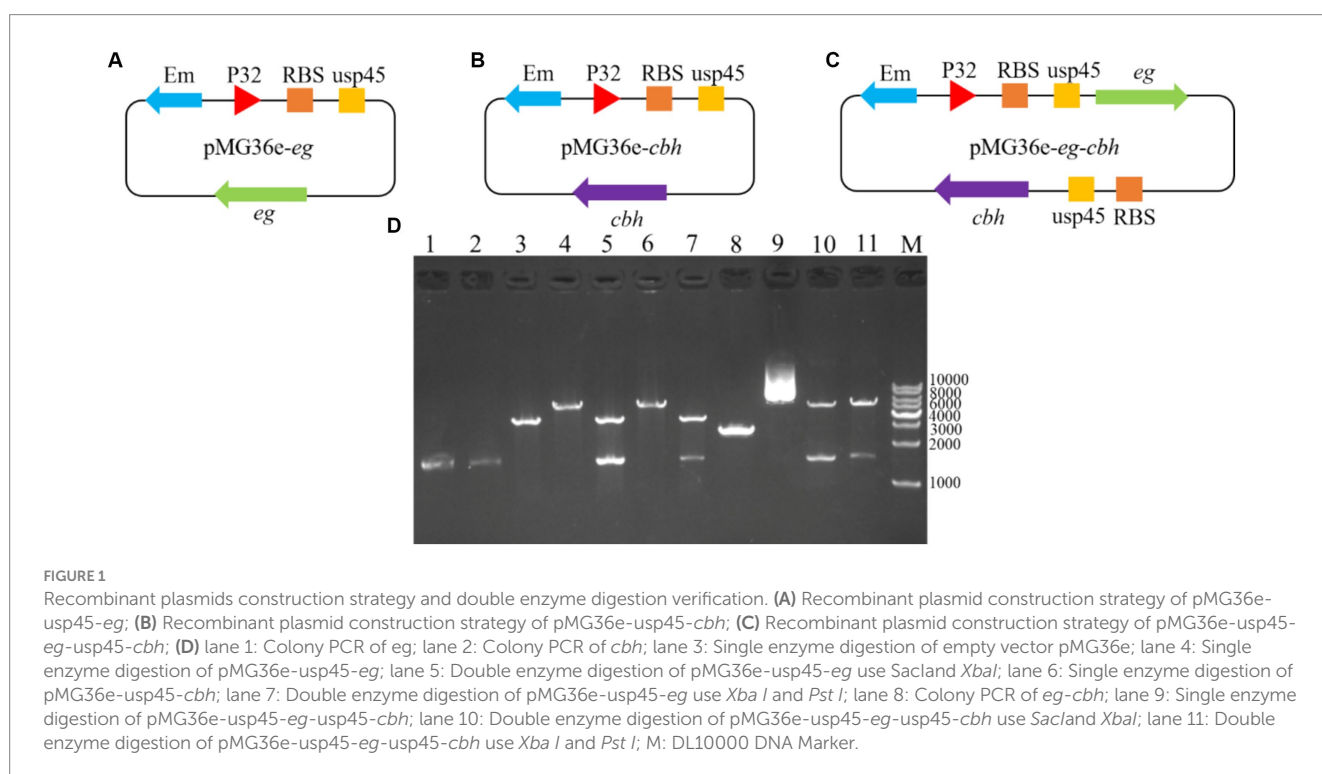 A
Em P32 RBS usp45
pMG36e-eg
eg
B
Em P32 RBS usp45
pMG36e-cbh
cbh
C
Em P32 RBS usp45 eg
pMG36e-eg-cbh
cbh usp45 RBS
D
1 2 3 4 5 6 7 8 9 10 11 M
10000
8000
6000
4000
3000
2000
1000
FIGURE 1
Recombinant plasmids construction strategy and double enzyme digestion verification. (A) Recombinant plasmid construction strategy of pMG36e-
usp45-eg; (B) Recombinant plasmid construction strategy of pMG36e-usp45-cbh; (C) Recombinant plasmid construction strategy of pMG36e-usp45-
eg-usp45-cbh; (D) lane 1: Colony PCR of eg; lane 2: Colony PCR of cbh; lane 3: Single enzyme digestion of empty vector pMG36e; lane 4: Single
enzyme digestion of pMG36e-usp45-eg; lane 5: Double enzyme digestion of pMG36e-usp45-eg use SacIand XbaI; lane 6: Single enzyme digestion of
pMG36e-usp45-cbh; lane 7: Double enzyme digestion of pMG36e-usp45-eg use Xba I and Pst I; lane 8: Colony PCR of eg-cbh; lane 9: Single enzyme
digestion of pMG36e-usp45-eg-usp45-cbh; lane 10: Double enzyme digestion of pMG36e-usp45-eg-usp45-cbh use SacIand XbaI; lane 11: Double
enzyme digestion of pMG36e-usp45-eg-usp45-cbh use Xba I and Pst I; M: DL10000 DNA Marker.